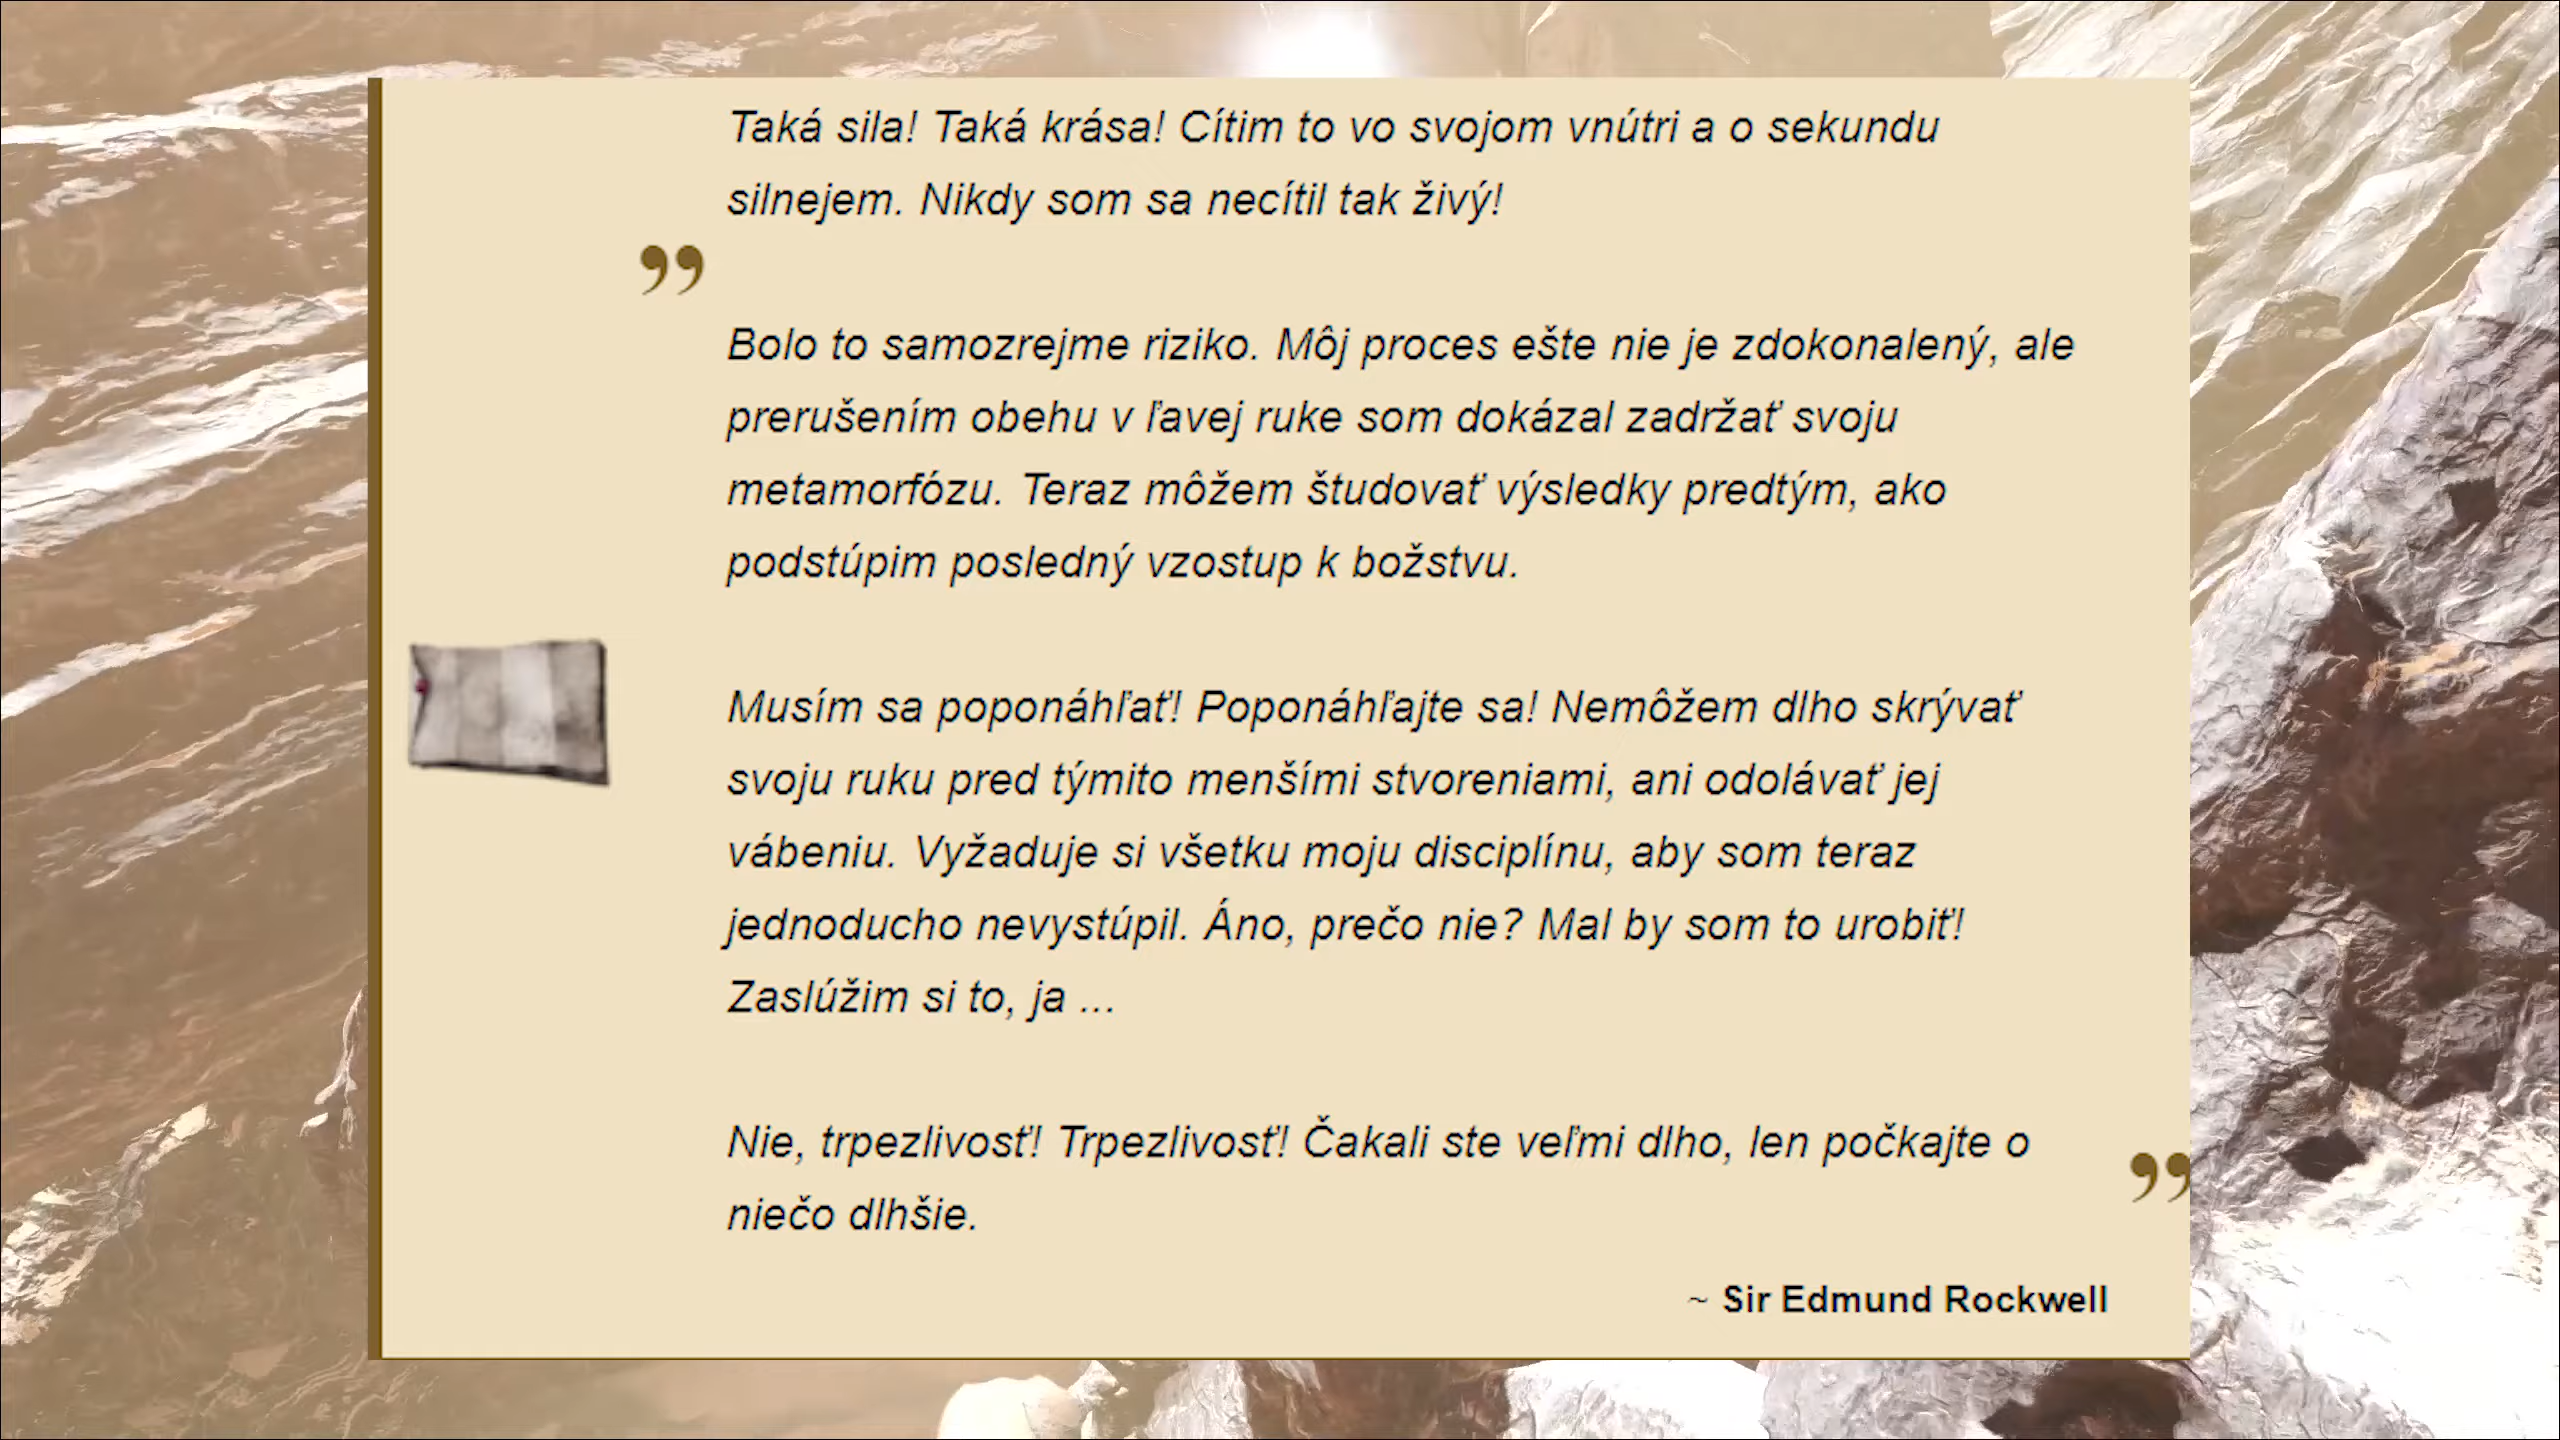 Taká sila! Taká krása! Cítim to vo svojom vnútri a o sekundu
silnejem. Nikdy som sa necítil tak živý!
”
Bolo to samozrejme riziko. Môj proces ešte nie je zdokonalený, ale
prerušením obehu v ľavej ruke som dokázal zadržať svoju
metamorfózu. Teraz môžem študovať výsledky predtým, ako
podstúpim posledný vzostup k božstvu.
Musím sa poponáhľať! Poponáhľajte sa! Nemôžem dlho skrývať
svoju ruku pred týmito menšími stvoreniami, ani odolávať jej
vábeniu. Vyžaduje si všetku moju disciplínu, aby som teraz
jednoducho nevystúpil. Áno, prečo nie? Mal by som to urobiť!
Zaslúžim si to, ja ...
Nie, trpezlivosť! Trpezlivosť! Čakali ste veľmi dlho, len počkajte o
niečo dlhšie.
”
~ Sir Edmund Rockwell